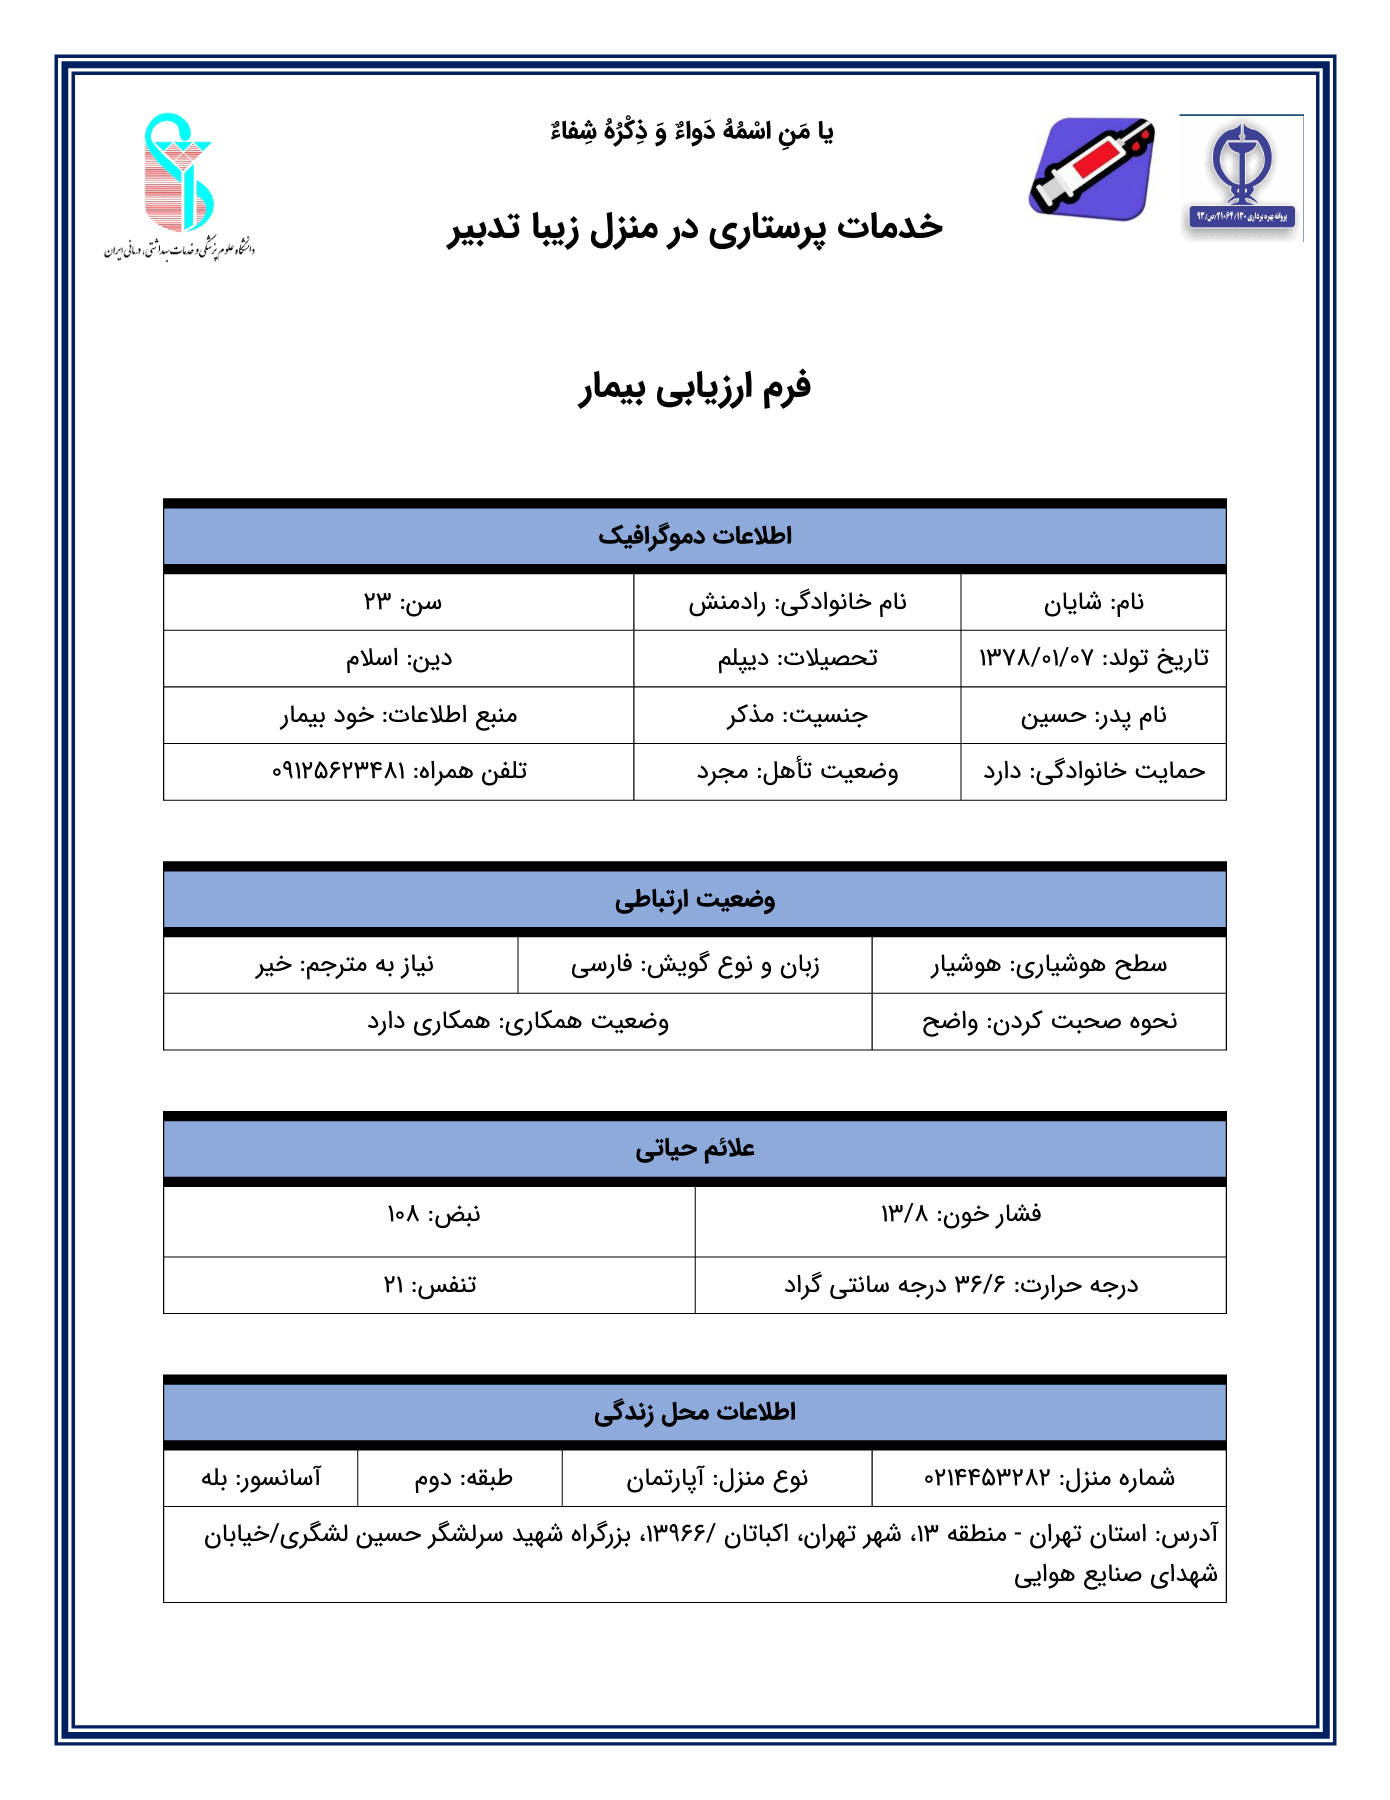 یا مَنِ اسْمُهُ دَواءٌ وَ ذِکْرُهُ شِفاءٌ
پروانه بهره برداری ۲۱۰۶۴/۱۳۰/ص/۹۳
خدمات پرستاری در منزل زیبا تدبیر
دانشگاه علوم پزشکی و خدمات بهداشتی، درمانی ایران
فرم ارزیابی بیمار
اطلاعات دموگرافیک
نام: شایان نام خانوادگی: رادمنش سن: ۲۳
تاریخ تولد: ۱۳۷۸/۰۱/۰۷ تحصیلات: دیپلم دین: اسلام
نام پدر: حسین جنسیت: مذکر منبع اطلاعات: خود بیمار
حمایت خانوادگی: دارد وضعیت تأهل: مجرد تلفن همراه: ۰۹۱۲۵۶۲۳۴۸۱
وضعیت ارتباطی
سطح هوشیاری: هوشیار زبان و نوع گویش: فارسی نیاز به مترجم: خیر
نحوه صحبت کردن: واضح وضعیت همکاری: همکاری دارد
علائم حیاتی
فشار خون: ۱۳/۸ نبض: ۱۰۸
درجه حرارت: ۳۶/۶ درجه سانتی گراد تنفس: ۲۱
اطلاعات محل زندگی
شماره منزل: ۰۲۱۴۴۵۳۲۸۲ نوع منزل: آپارتمان طبقه: دوم آسانسور: بله
آدرس: استان تهران - منطقه ۱۳، شهر تهران، اکباتان /۱۳۹۶۶، بزرگراه شهید سرلشگر حسین لشگری/خیابان
شهدای صنایع هوایی